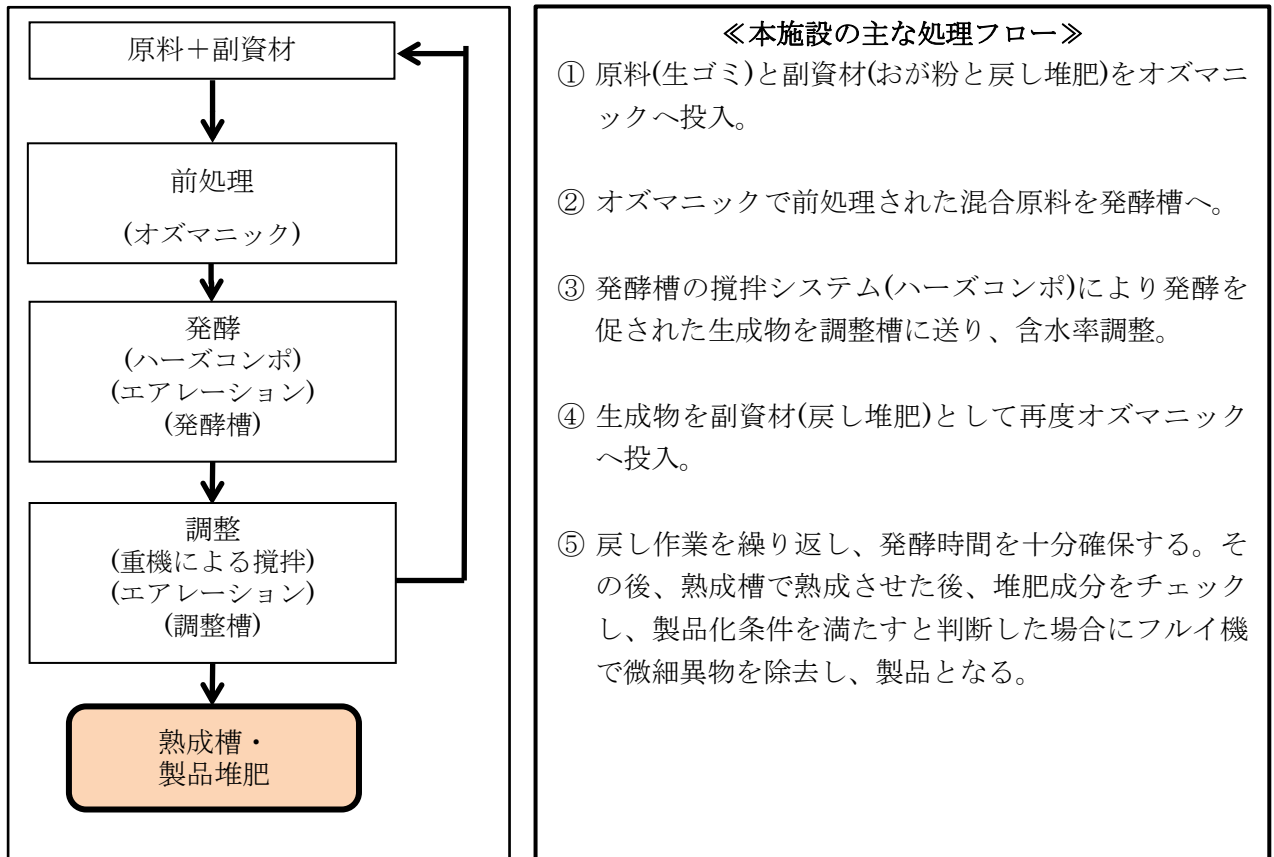 原料＋副資材
前処理
(オズマニック)
発酵
(ハーズコンポ)
(エアレーション)
(発酵槽)
調整
(重機による撹拌)
(エアレーション)
(調整槽)
熟成槽・
製品堆肥
≪本施設の主な処理フロー≫
① 原料(生ゴミ)と副資材(おが粉と戻し堆肥)をオズマニ
ックへ投入。
② オズマニックで前処理された混合原料を発酵槽へ。
③ 発酵槽の撹拌システム(ハーズコンポ)により発酵を
促された生成物を調整槽に送り、含水率調整。
④ 生成物を副資材(戻し堆肥)として再度オズマニック
へ投入。
⑤ 戻し作業を繰り返し、発酵時間を十分確保する。そ
の後、熟成槽で熟成させた後、堆肥成分をチェック
し、製品化条件を満たすと判断した場合にフルイ機
で微細異物を除去し、製品となる。